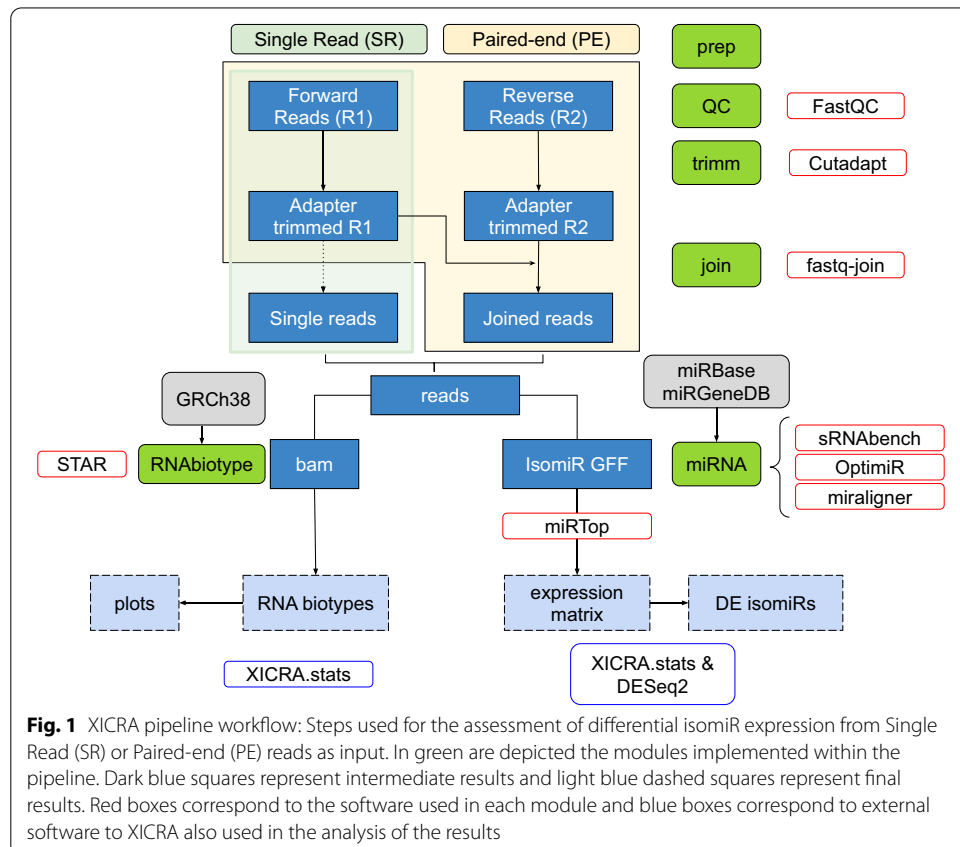 Single Read (SR)
Paired-end (PE)
prep
Forward
Reads (R1)
Reverse
Reads (R2)
QC
FastQC
trimm
Cutadapt
Adapter
trimmed R1
Adapter
trimmed R2
join
fastq-join
Single reads
Joined reads
reads
GRCh38
miRBase
miRGeneDB
STAR
RNAbiotype
bam
IsomiR GFF
miRNA
sRNAbench
OptimiR
miraligner
miRTop
plots
RNA biotypes
expression
matrix
DE isomiRs
XICRA.stats
XICRA.stats &
DESeq2
Fig. 1 XICRA pipeline workflow: Steps used for the assessment of differential isomiR expression from Single
Read (SR) or Paired-end (PE) reads as input. In green are depicted the modules implemented within the
pipeline. Dark blue squares represent intermediate results and light blue dashed squares represent final
results. Red boxes correspond to the software used in each module and blue boxes correspond to external
software to XICRA also used in the analysis of the results